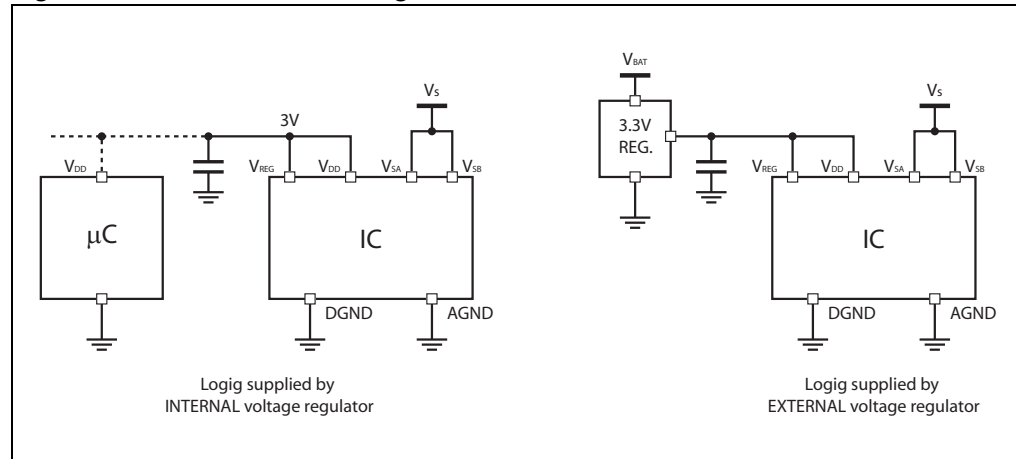 3V
V_DD
V_REG
V_DD
V_S
V_SA
V_SB
μC
IC
DGND
AGND
Logig supplied by
INTERNAL voltage regulator
V_BAT
3.3V
REG.
V_REG
V_DD
V_S
V_SA
V_SB
IC
DGND
AGND
Logig supplied by
EXTERNAL voltage regulator